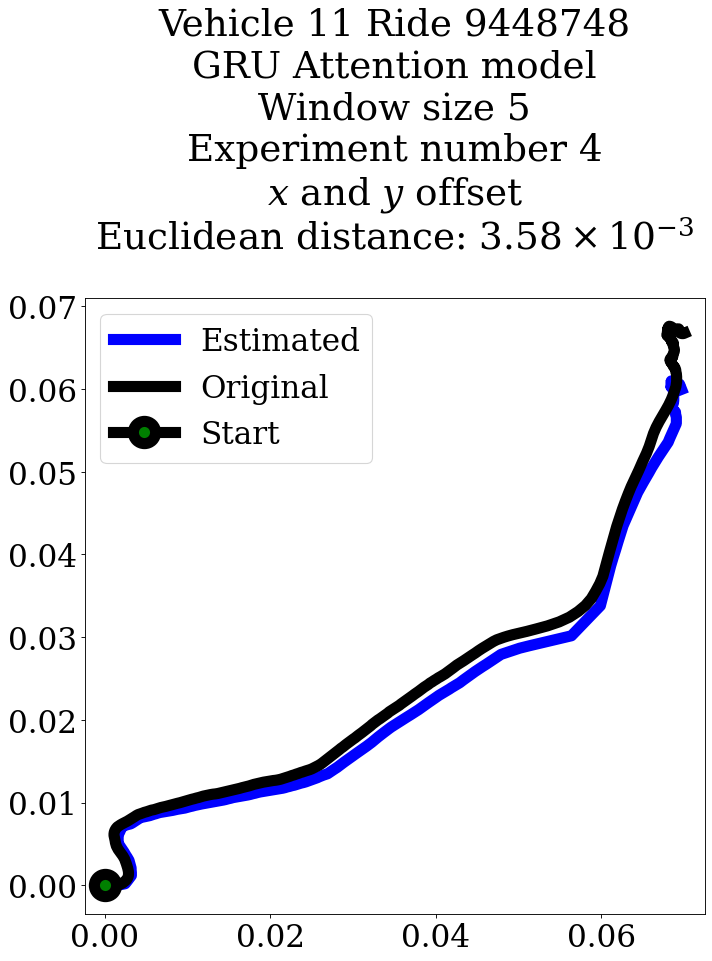 Vehicle 11 Ride 9448748
GRU Attention model
Window size 5
Experiment number 4
x and y offset
Euclidean distance: 3.58 × 10⁻³
0.07
Estimated
Original
Start
0.06
0.05
0.04
0.03
0.02
0.01
0.00
0.00 0.02 0.04 0.06